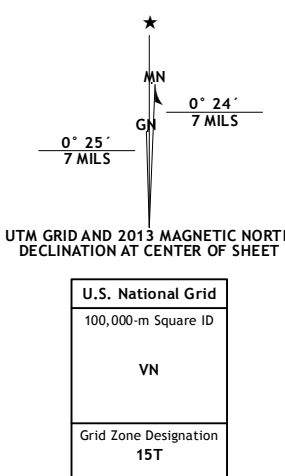 ★
MN
GN
0° 24´
7 MILS
0° 25´
7 MILS
UTM GRID AND 2013 MAGNETIC NORTH
DECLINATION AT CENTER OF SHEET
U.S. National Grid
100,000-m Square ID
VN
Grid Zone Designation
15T